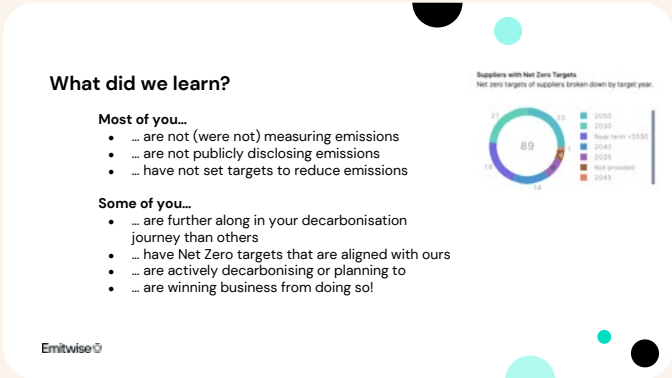 What did we learn?
Most of you...
• ... are not (were not) measuring emissions
• ... are not publicly disclosing emissions
• ... have not set targets to reduce emissions
Some of you...
• ... are further along in your decarbonisation
journey than others
• ... have Net Zero targets that are aligned with ours
• ... are actively decarbonising or planning to
• ... are winning business from doing so!
Suppliers with Net Zero Targets
Net zero targets of suppliers broken down by target year.
21
89
14
2050
2030
Near term <2030
2040
2035
Not provided
2045
Emitwise